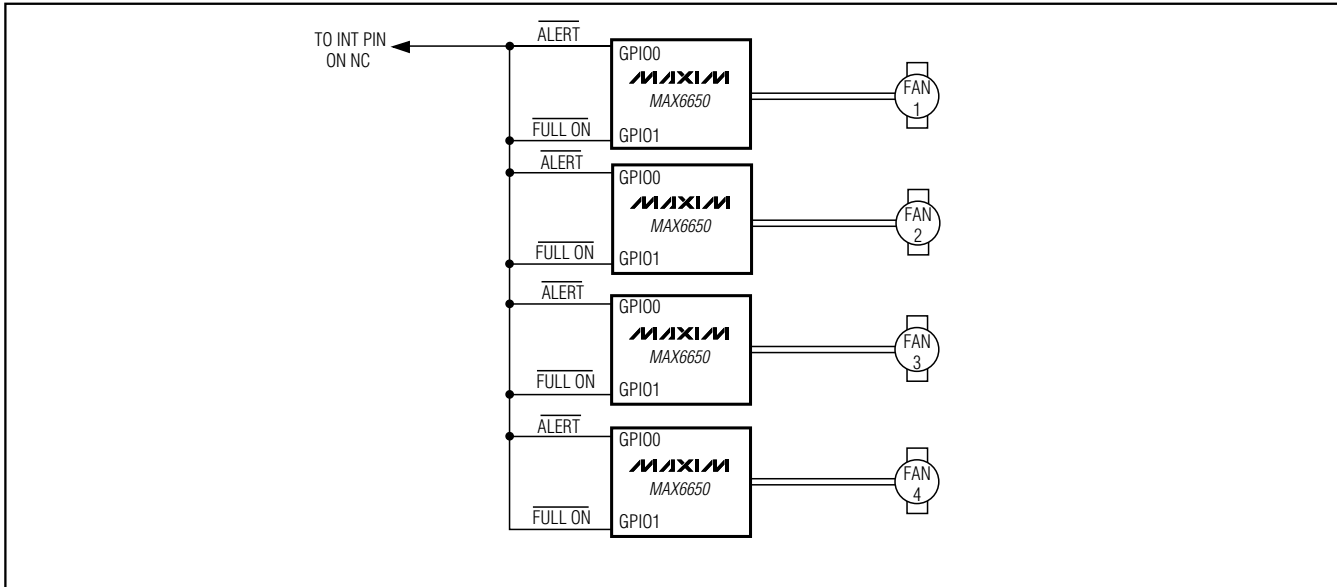 TO INT PIN
ON NC
ALERT
GPIO0
MAXIM
MAX6650
FULL ON
GPIO1
FAN
1
ALERT
GPIO0
MAXIM
MAX6650
FULL ON
GPIO1
FAN
2
ALERT
GPIO0
MAXIM
MAX6650
FULL ON
GPIO1
FAN
3
ALERT
GPIO0
MAXIM
MAX6650
FULL ON
GPIO1
FAN
4